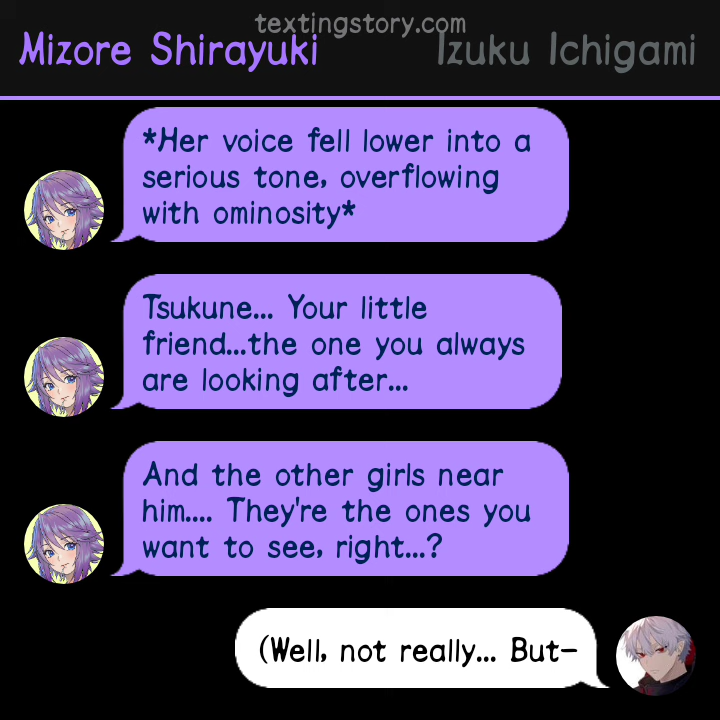 textingstory.com
Mizore Shirayuki
Izuku Ichigami
*Her voice fell lower into a
serious tone, overflowing
with ominosity*
Tsukune... Your little
friend...the one you always
are looking after...
And the other girls near
him.... They're the ones you
want to see, right...?
(Well, not really... But-